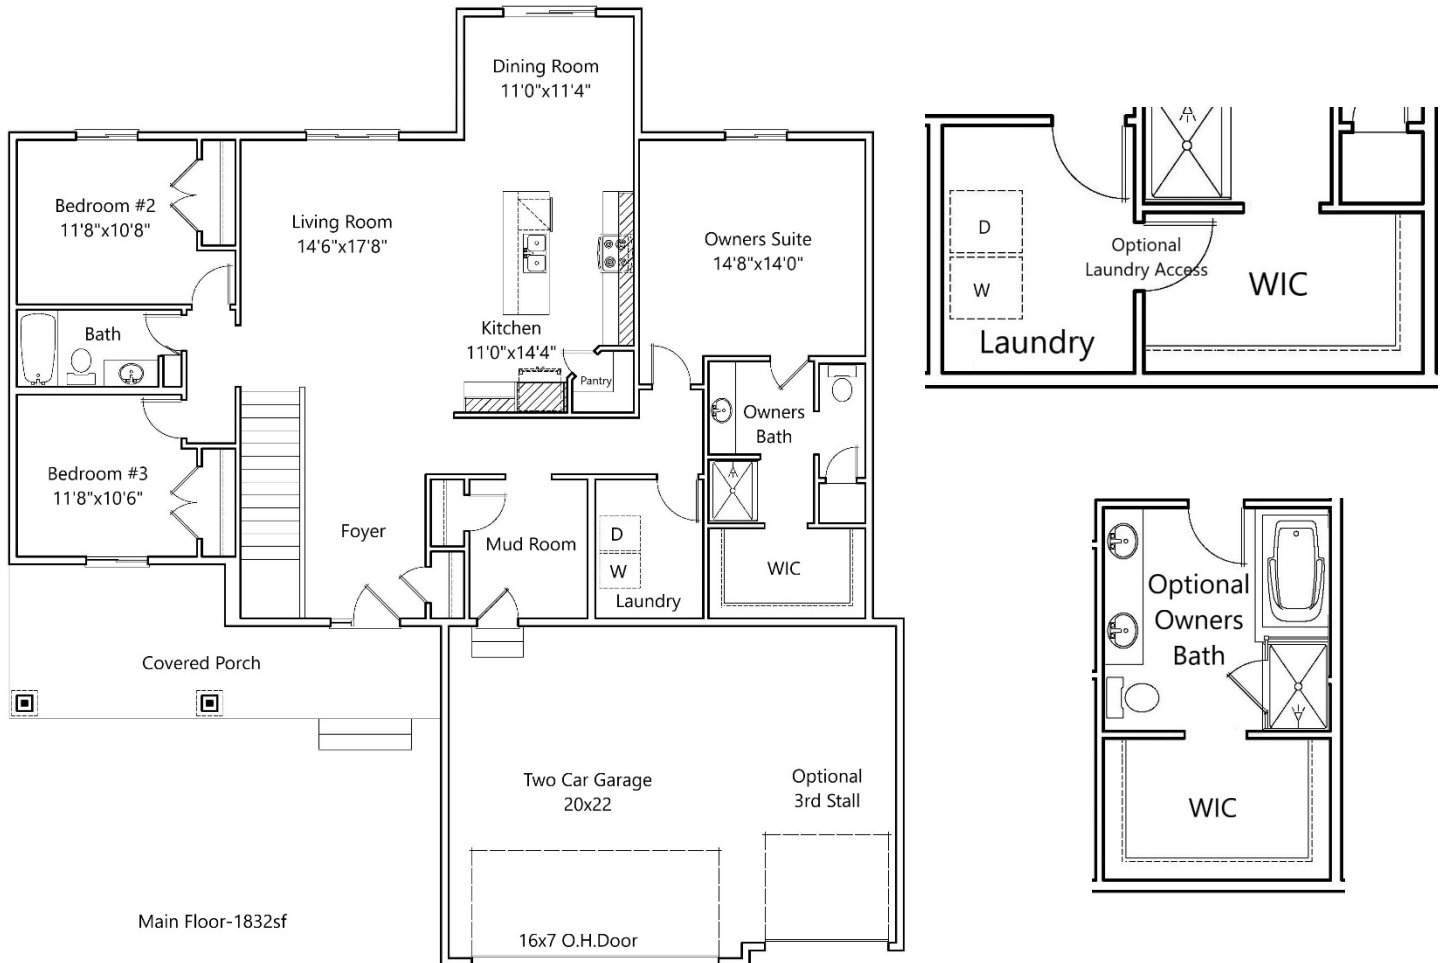 Dining Room
11'0"x11'4"
Bedroom #2
11'8"x10'8"
Living Room
14'6"x17'8"
Owners Suite
14'8"x14'0"
Bath
Kitchen
11'0"x14'4"
Pantry
Owners
Bath
Bedroom #3
11'8"x10'6"
Foyer
Mud Room
D
W
Laundry
WIC
Covered Porch
Two Car Garage
20x22
Optional
3rd Stall
16x7 O.H.Door
Main Floor-1832sf
D
W
Laundry
Optional
Laundry Access
WIC
Optional
Owners
Bath
WIC